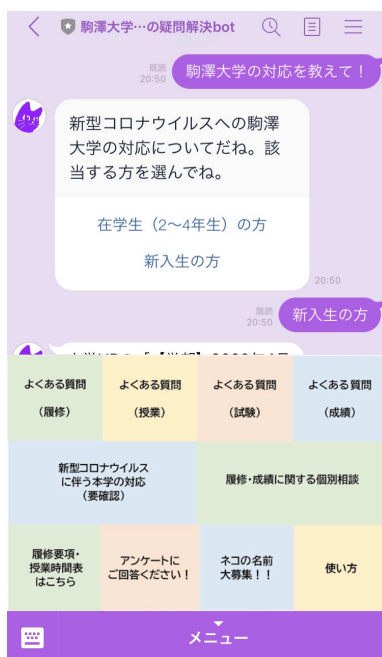 駒澤大学…の疑問解決bot
既読
20:50
駒澤大学の対応を教えて！
新型コロナウイルスへの駒澤
大学の対応についてだね。該
当する方を選んでね。
在学生（2〜4年生）の方
新入生の方
20:50
既読
20:50
新入生の方
よくある質問
（履修）
よくある質問
（授業）
よくある質問
（試験）
よくある質問
（成績）
新型コロナウイルス
に伴う本学の対応
（要確認）
履修・成績に関する個別相談
履修要項・
授業時間表
はこちら
アンケートに
ご回答ください！
ネコの名前
大募集！！
使い方
メニュー